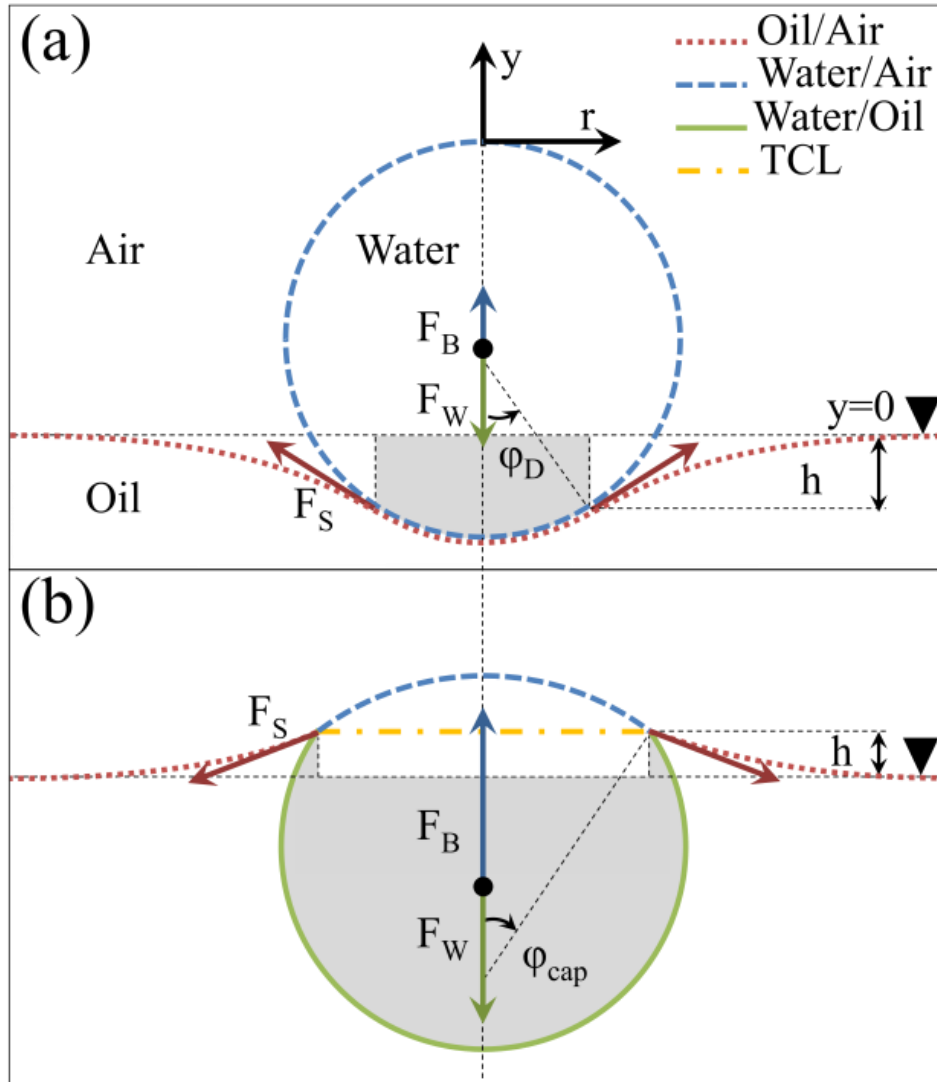 (a)
y
r
Oil/Air
Water/Air
Water/Oil
TCL
Air
Water
F_B
F_W
φ_D
y=0
h
Oil
F_S
(b)
F_S
h
F_B
F_W
φ_cap